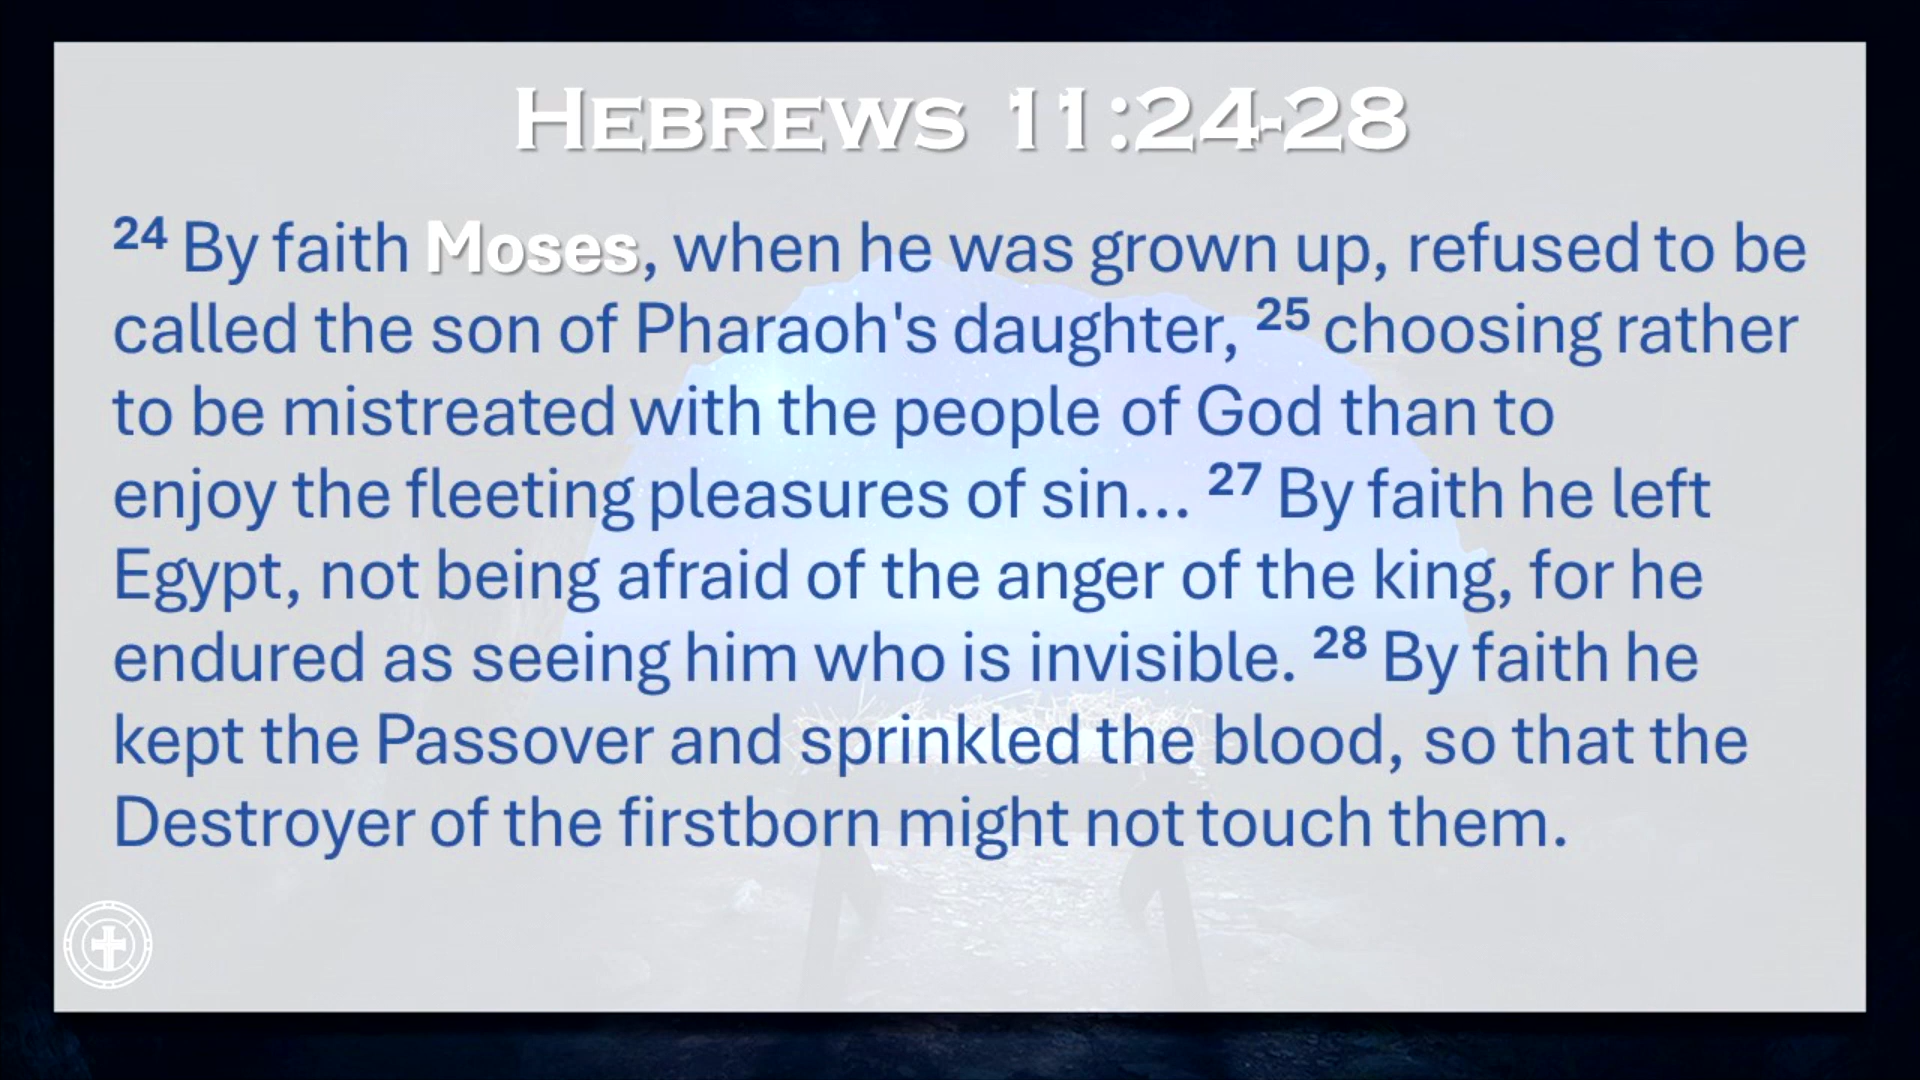 Hebrews 11:24-28
24 By faith Moses, when he was grown up, refused to be
called the son of Pharaoh's daughter, 25 choosing rather
to be mistreated with the people of God than to
enjoy the fleeting pleasures of sin... 27 By faith he left
Egypt, not being afraid of the anger of the king, for he
endured as seeing him who is invisible. 28 By faith he
kept the Passover and sprinkled the blood, so that the
Destroyer of the firstborn might not touch them.